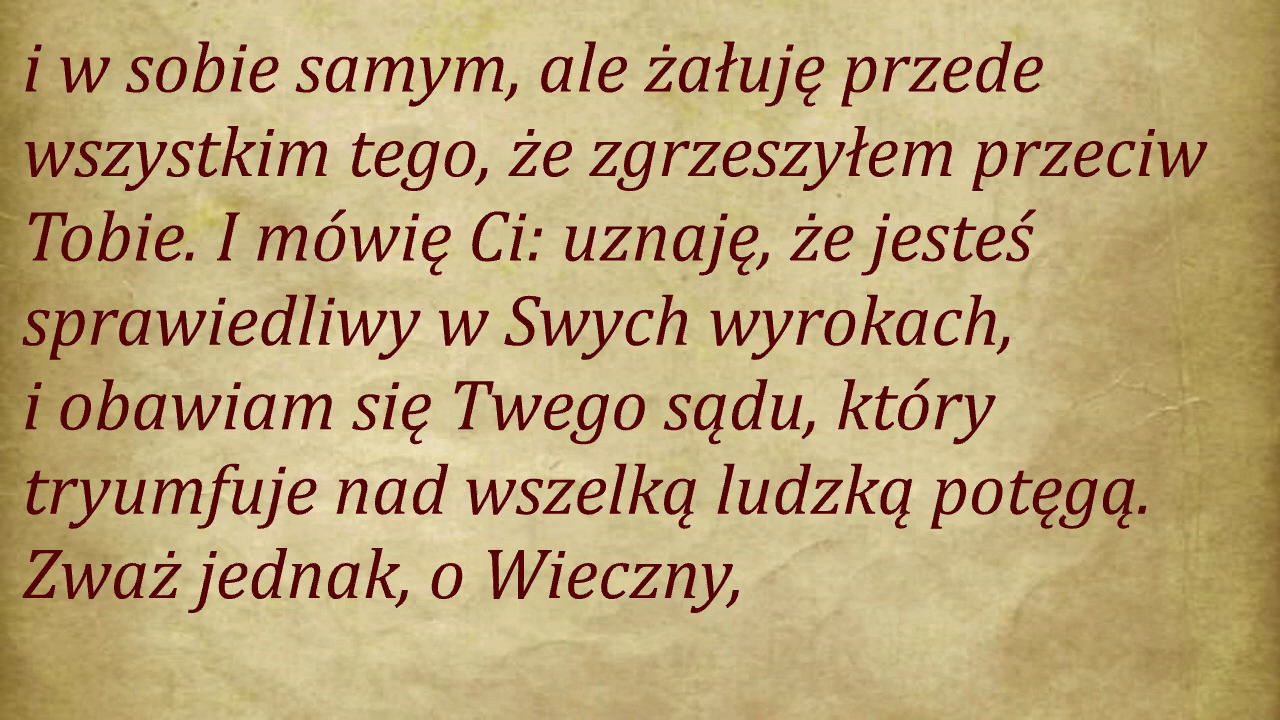 i w sobie samym, ale żałuję przede
wszystkim tego, że zgrzeszyłem przeciw
Tobie. I mówię Ci: uznaję, że jesteś
sprawiedliwy w Swych wyrokach,
i obawiam się Twego sądu, który
tryumfuje nad wszelką ludzką potęgą.
Zważ jednak, o Wieczny,